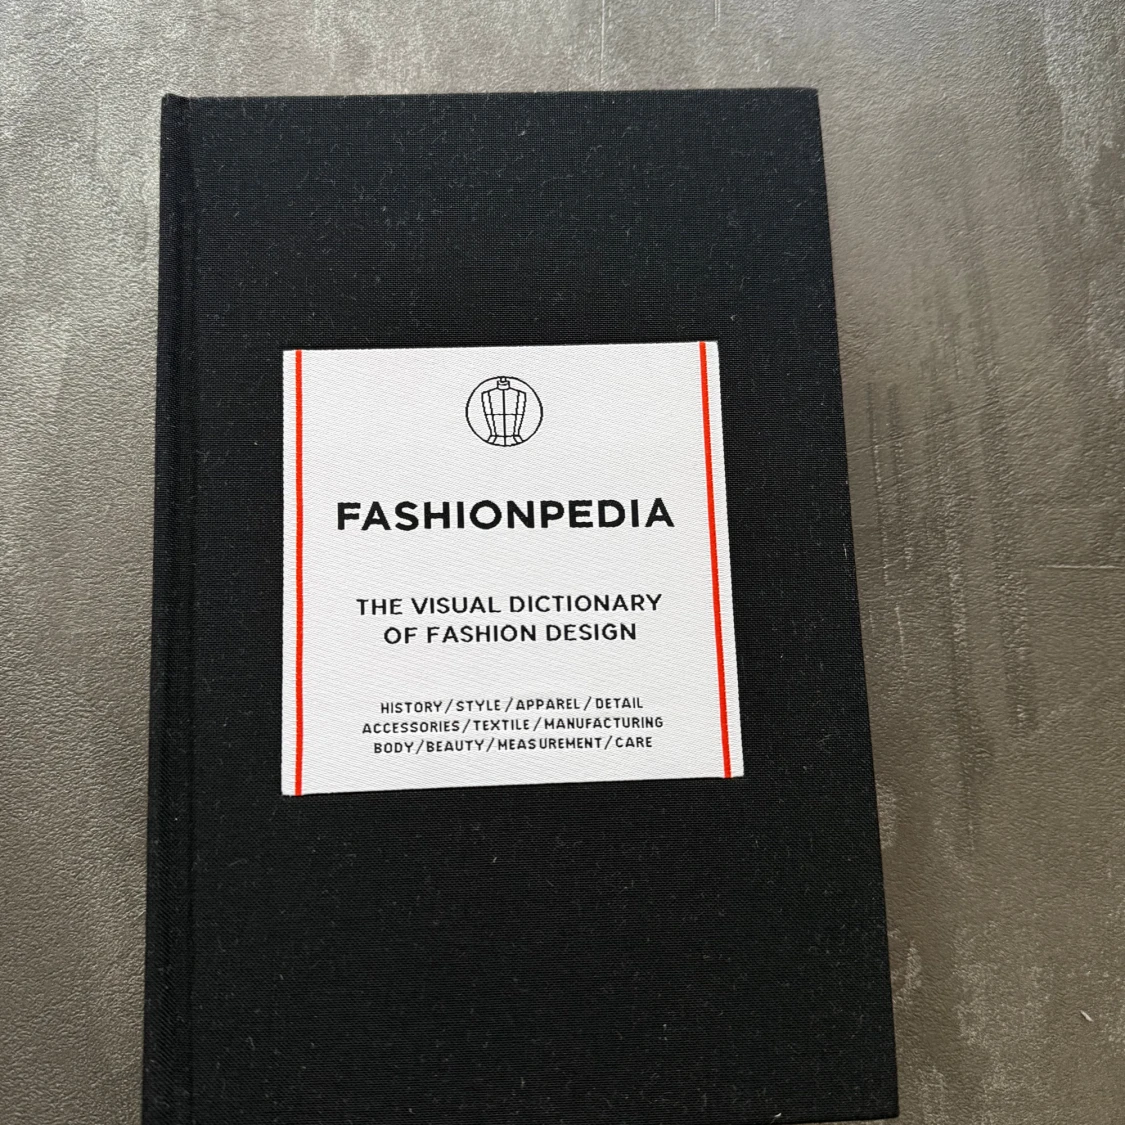 FASHIONPEDIA
THE VISUAL DICTIONARY
OF FASHION DESIGN
HISTORY/STYLE/APPAREL/DETAIL
ACCESSORIES/TEXTILE/MANUFACTURING
BODY/BEAUTY/MEASUREMENT/CARE